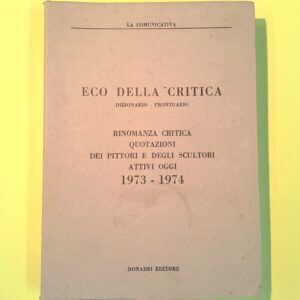 LA COMUNICATIVA
ECO DELLA CRITICA
DIZIONARIO - PRONTUARIO
RINOMANZA CRITICA
QUOTAZIONI
DEI PITTORI E DEGLI SCULTORI
ATTIVI OGGI
1973 - 1974
DONADEI EDITORE